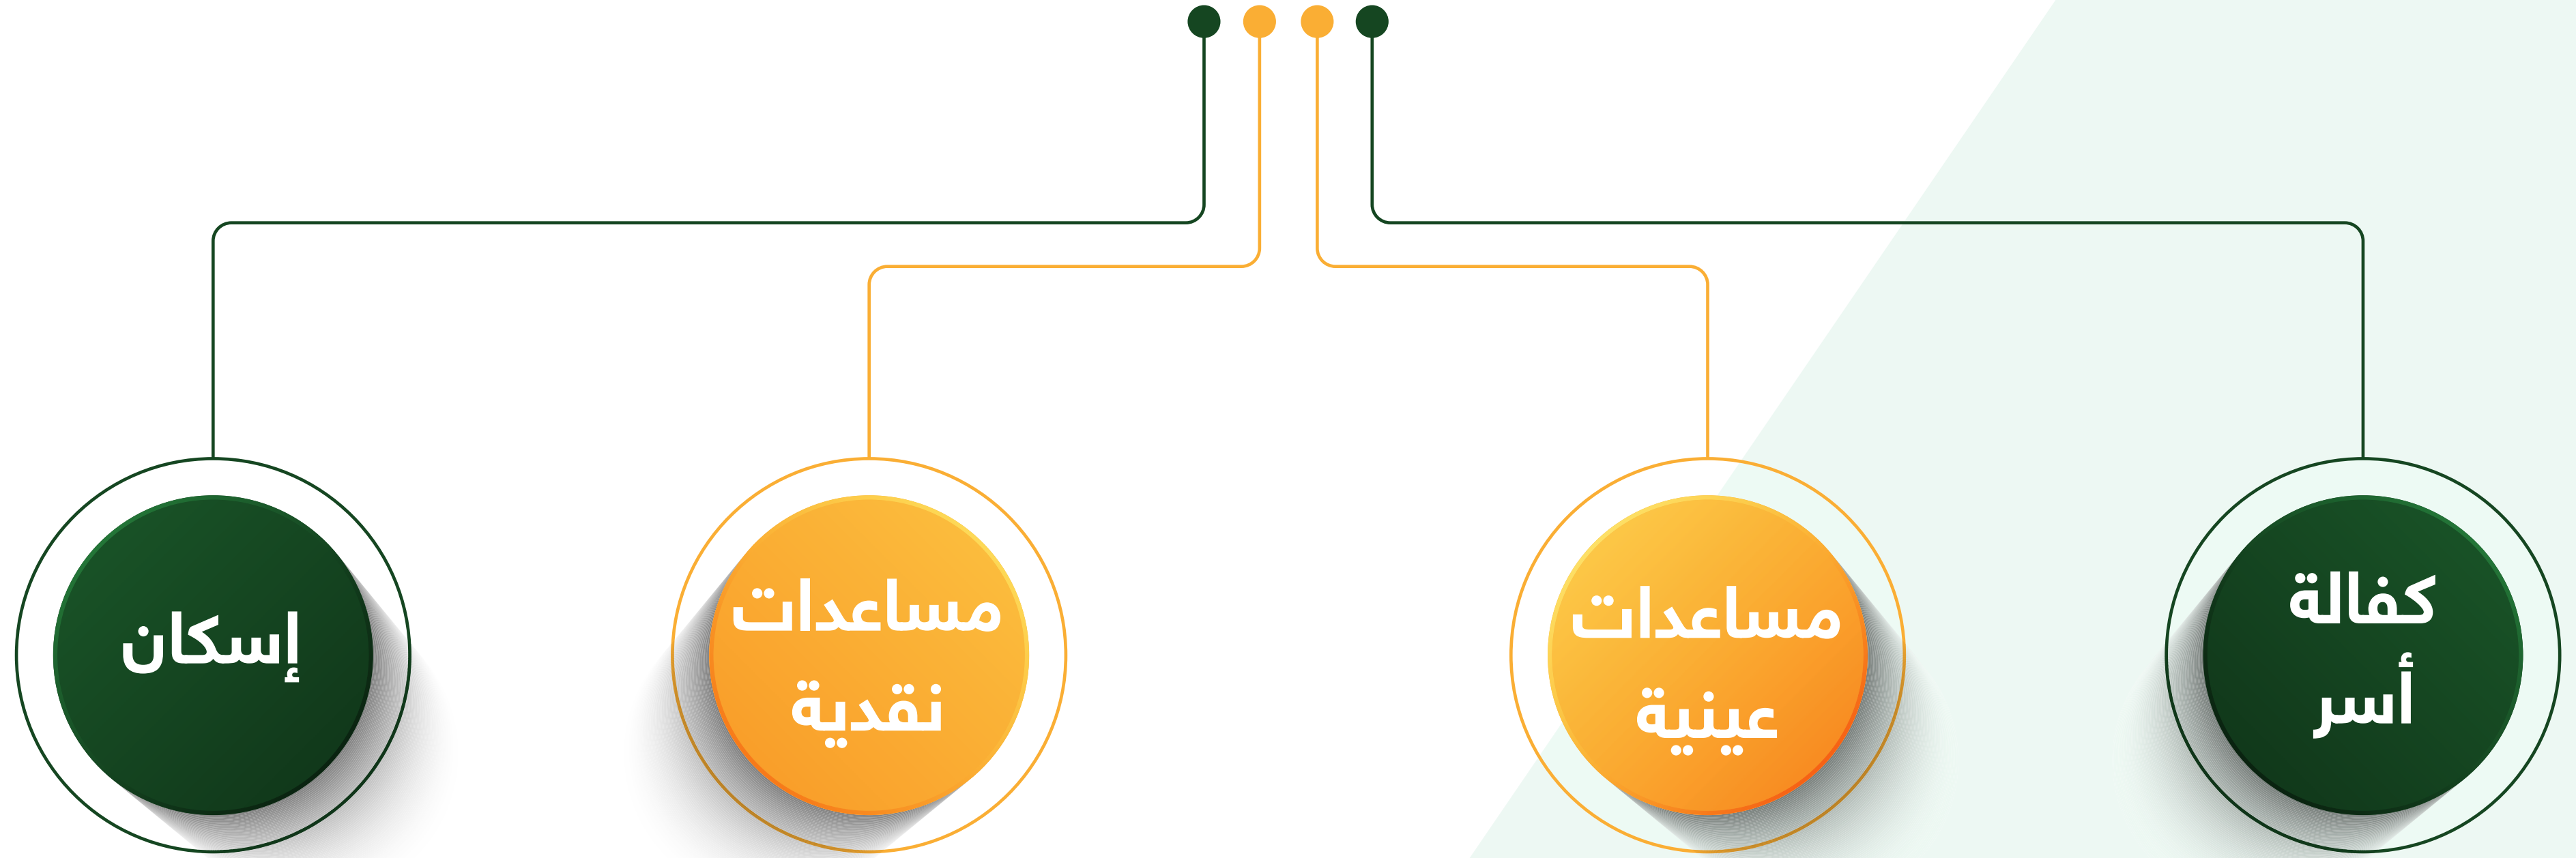 كفالة
أسر
مساعدات
عينية
مساعدات
نقدية
إسكان